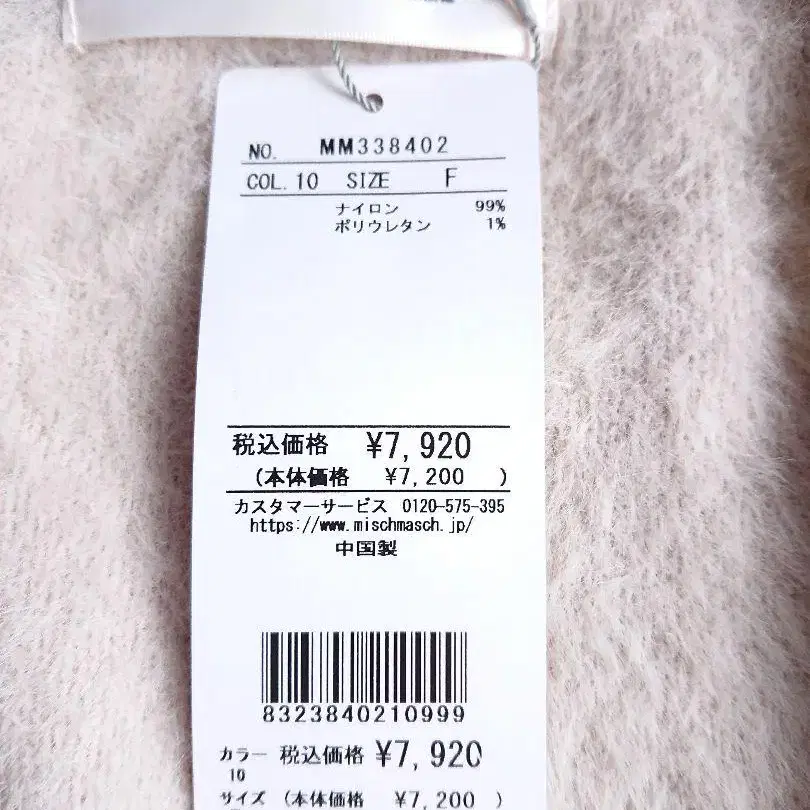 NO. MM338402
COL.10 SIZE F
ナイロン 99%
ポリウレタン 1%
税込価格 ¥7,920
(本体価格 ¥7,200 )
カスタマーサービス 0120-575-395
https://www.mischmasch.jp/
中国製
8323840210999
カラー 税込価格 ¥7,920
10
サイズ (本体価格 ¥7,200 )